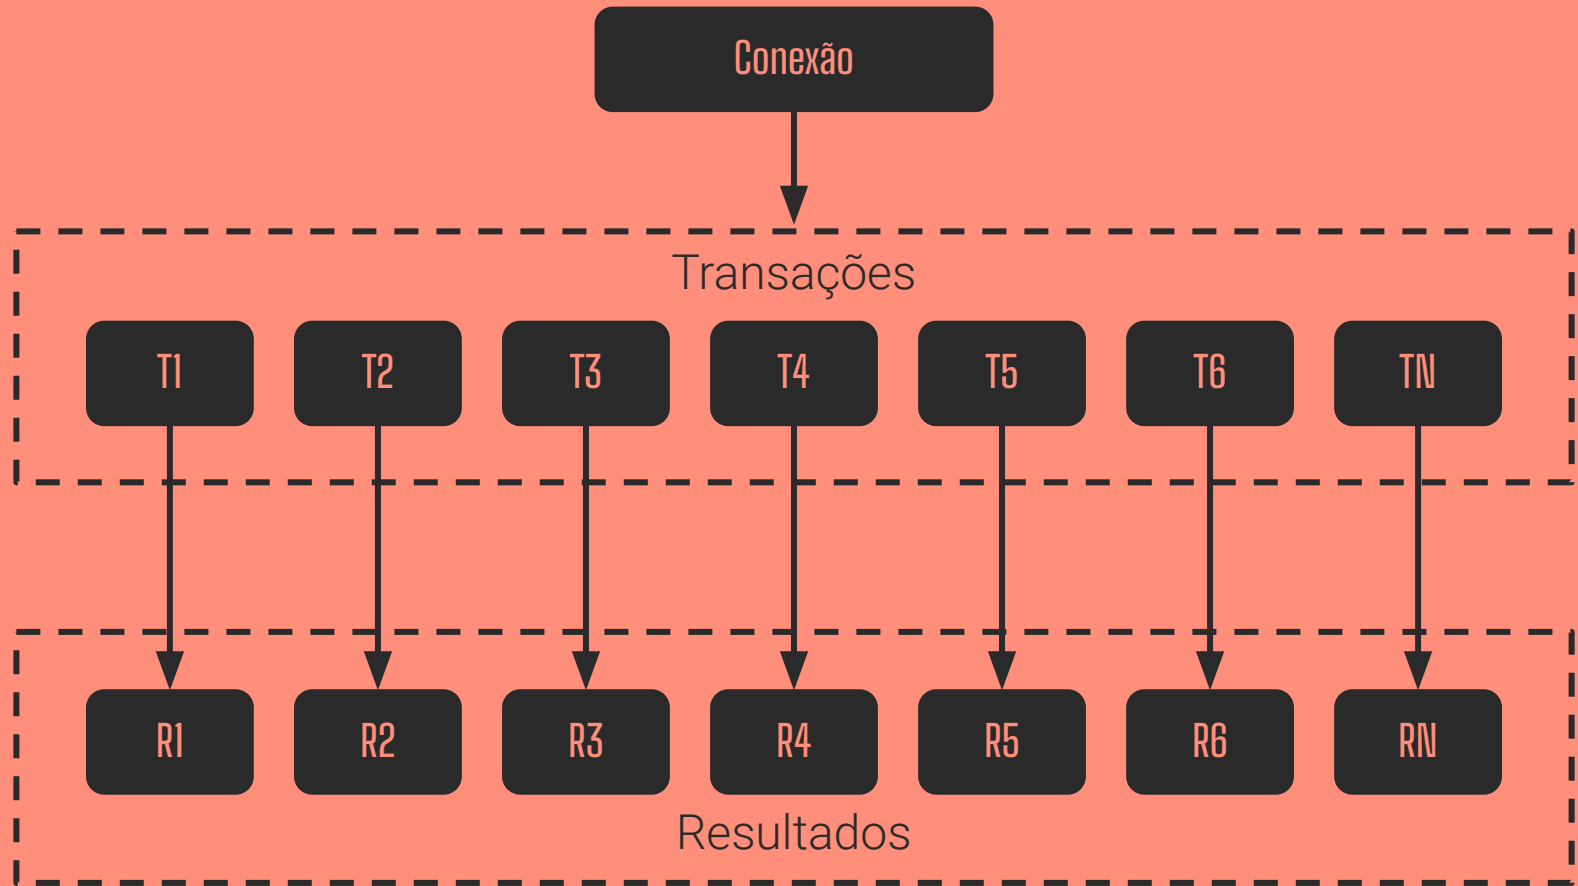 Conexão
Transações
T1 T2 T3 T4 T5 T6 TN
R1 R2 R3 R4 R5 R6 RN
Resultados